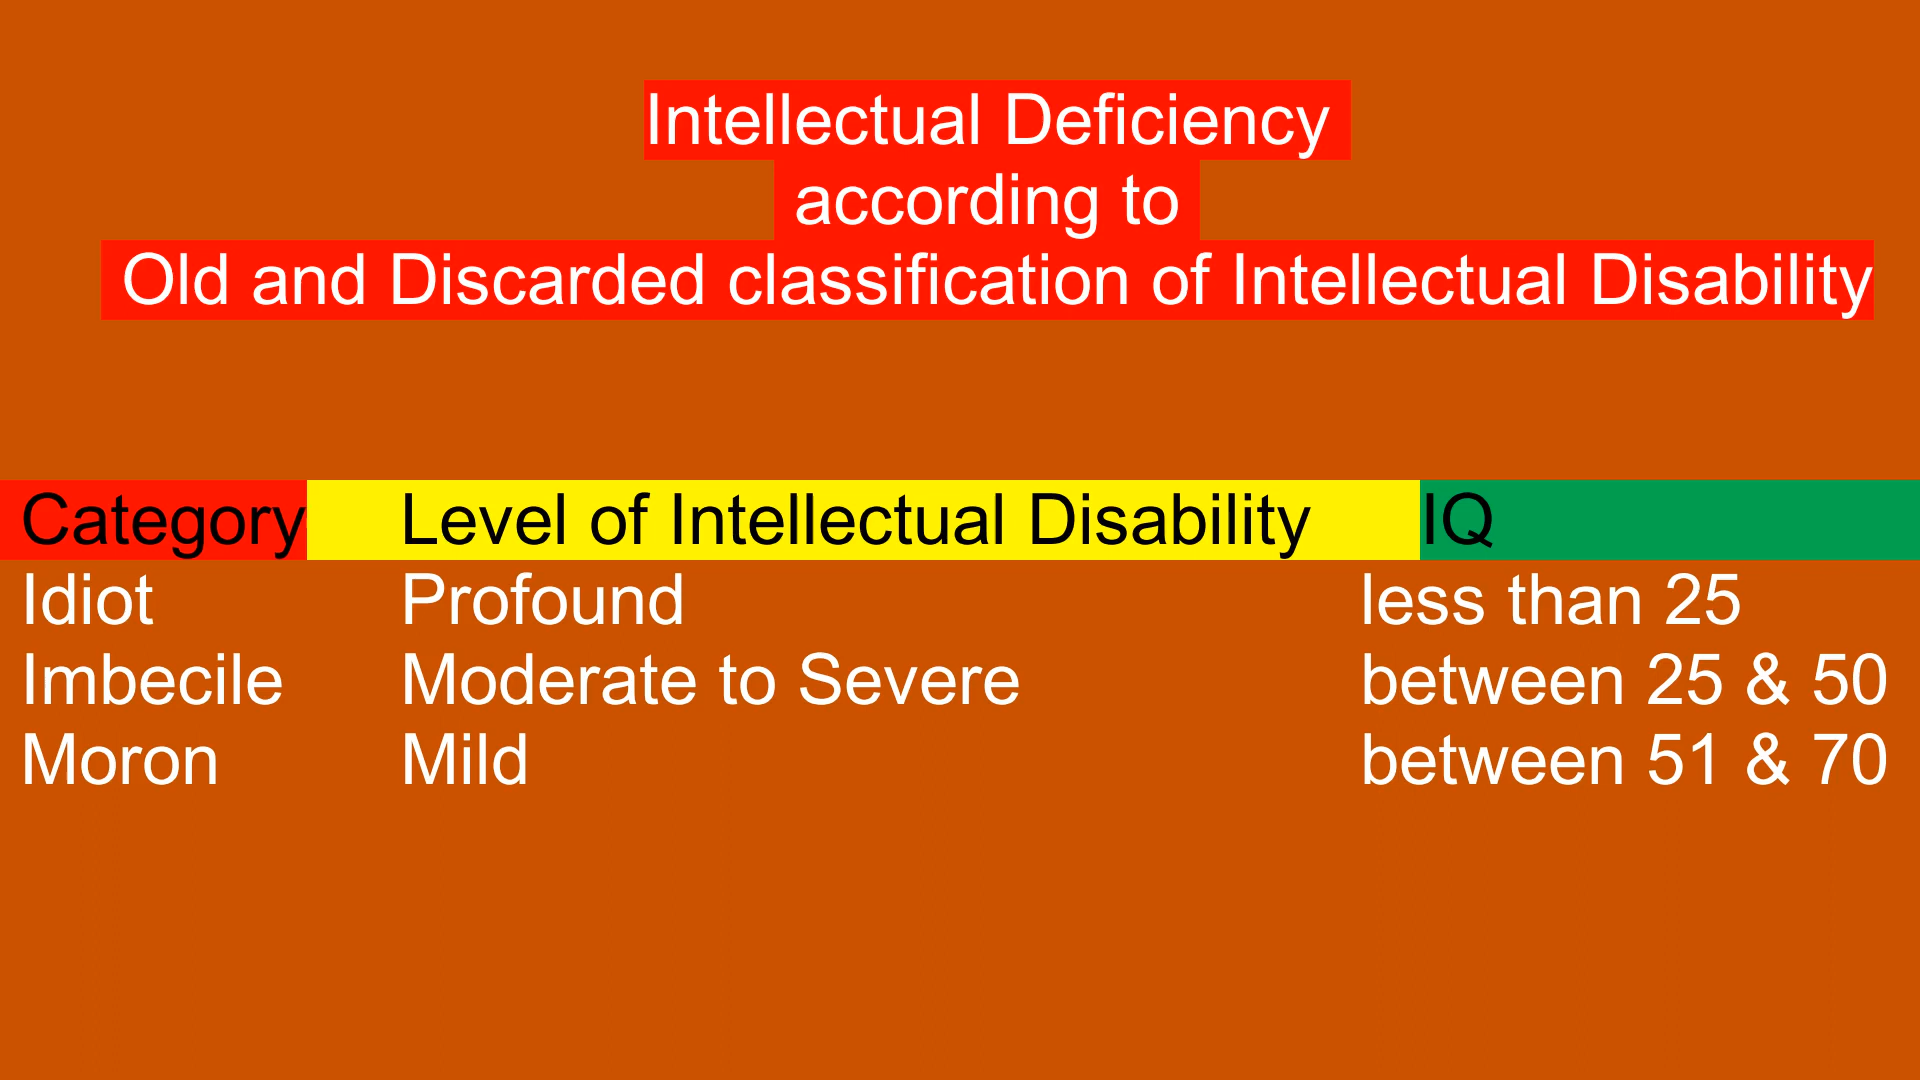 Intellectual Deficiency
according to
Old and Discarded classification of Intellectual Disability
Category Level of Intellectual Disability IQ
Idiot Profound less than 25
Imbecile Moderate to Severe between 25 & 50
Moron Mild between 51 & 70